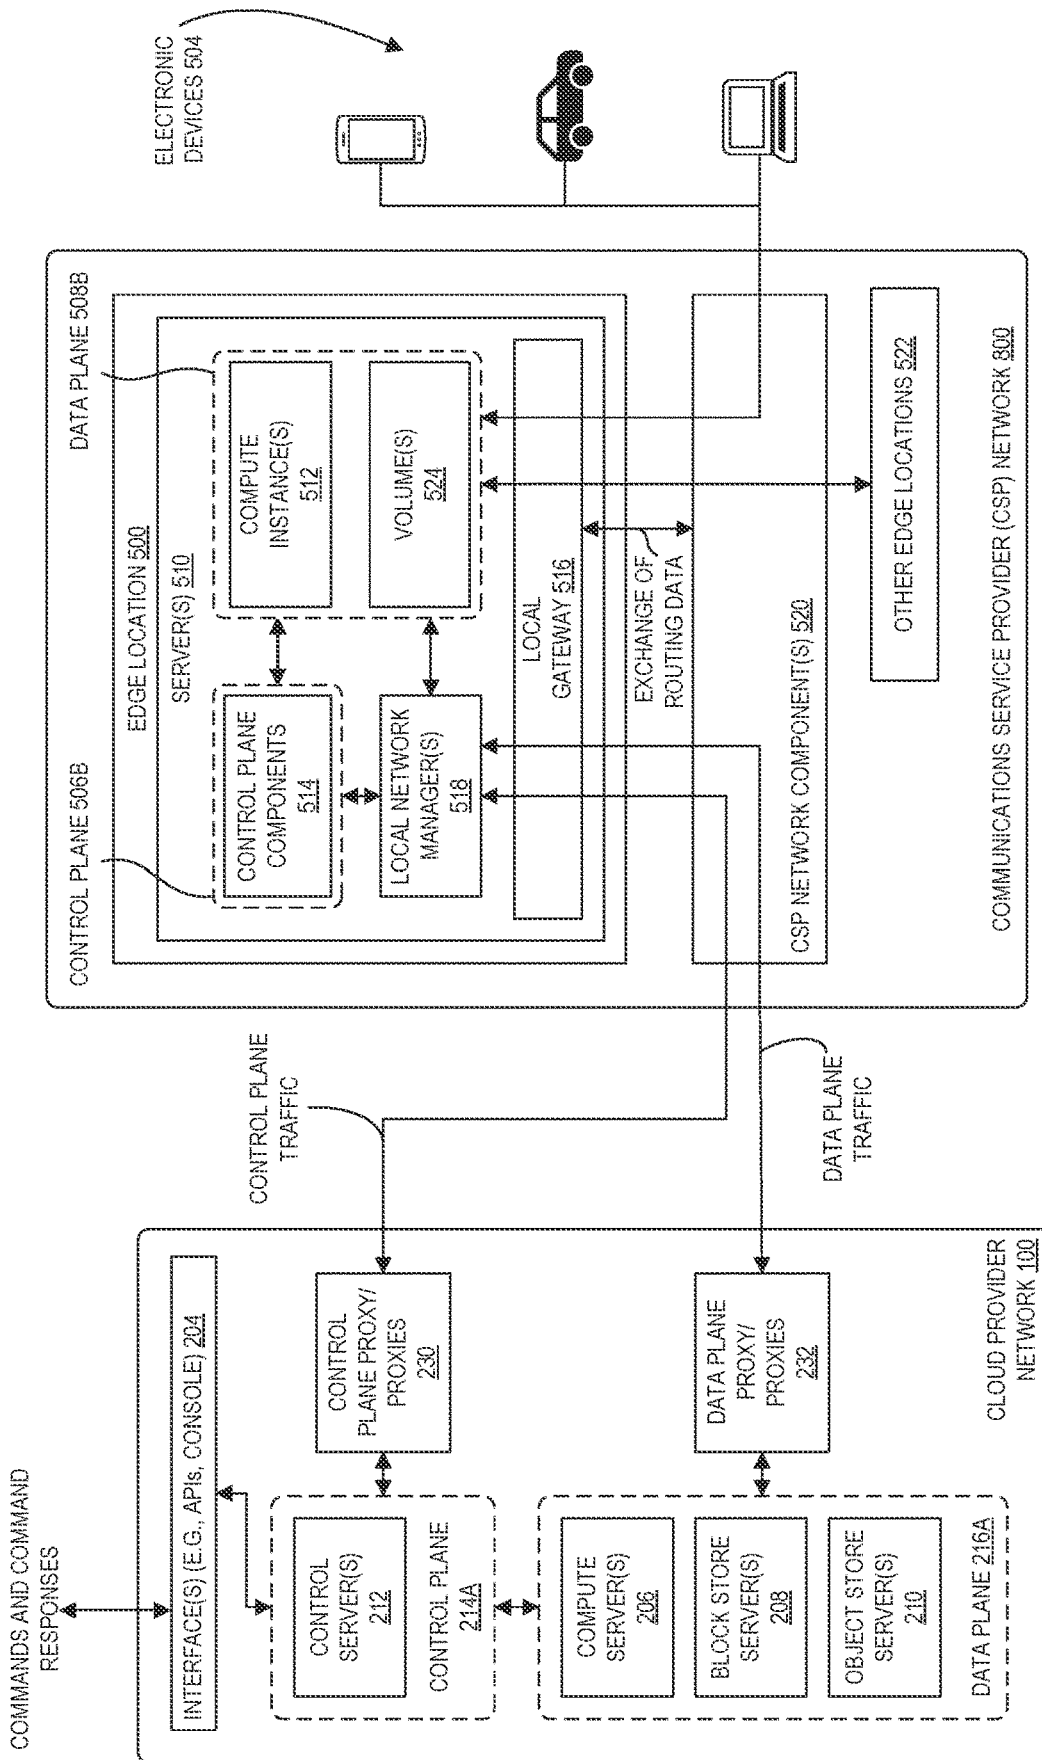 COMMANDS AND COMMAND
RESPONSES
INTERFACE(S) (E.G., APIs, CONSOLE) 204
CONTROL
SERVER(S)
212
CONTROL PLANE
214A
CONTROL
PLANE PROXY/
PROXIES
230
COMPUTE
SERVER(S)
206
BLOCK STORE
SERVER(S)
208
OBJECT STORE
SERVER(S)
210
DATA PLANE 216A
DATA PLANE
PROXY/
PROXIES
232
CLOUD PROVIDER
NETWORK 100
CONTROL PLANE
TRAFFIC
DATA PLANE
TRAFFIC
CONTROL PLANE 506B
DATA PLANE 508B
EDGE LOCATION 500
SERVER(S) 510
CONTROL PLANE
COMPONENTS
514
COMPUTE
INSTANCE(S)
512
LOCAL NETWORK
MANAGER(S)
518
VOLUME(S)
524
LOCAL
GATEWAY 516
EXCHANGE OF
ROUTING DATA
CSP NETWORK COMPONENT(S) 520
OTHER EDGE LOCATIONS 522
COMMUNICATIONS SERVICE PROVIDER (CSP) NETWORK 800
ELECTRONIC
DEVICES 504